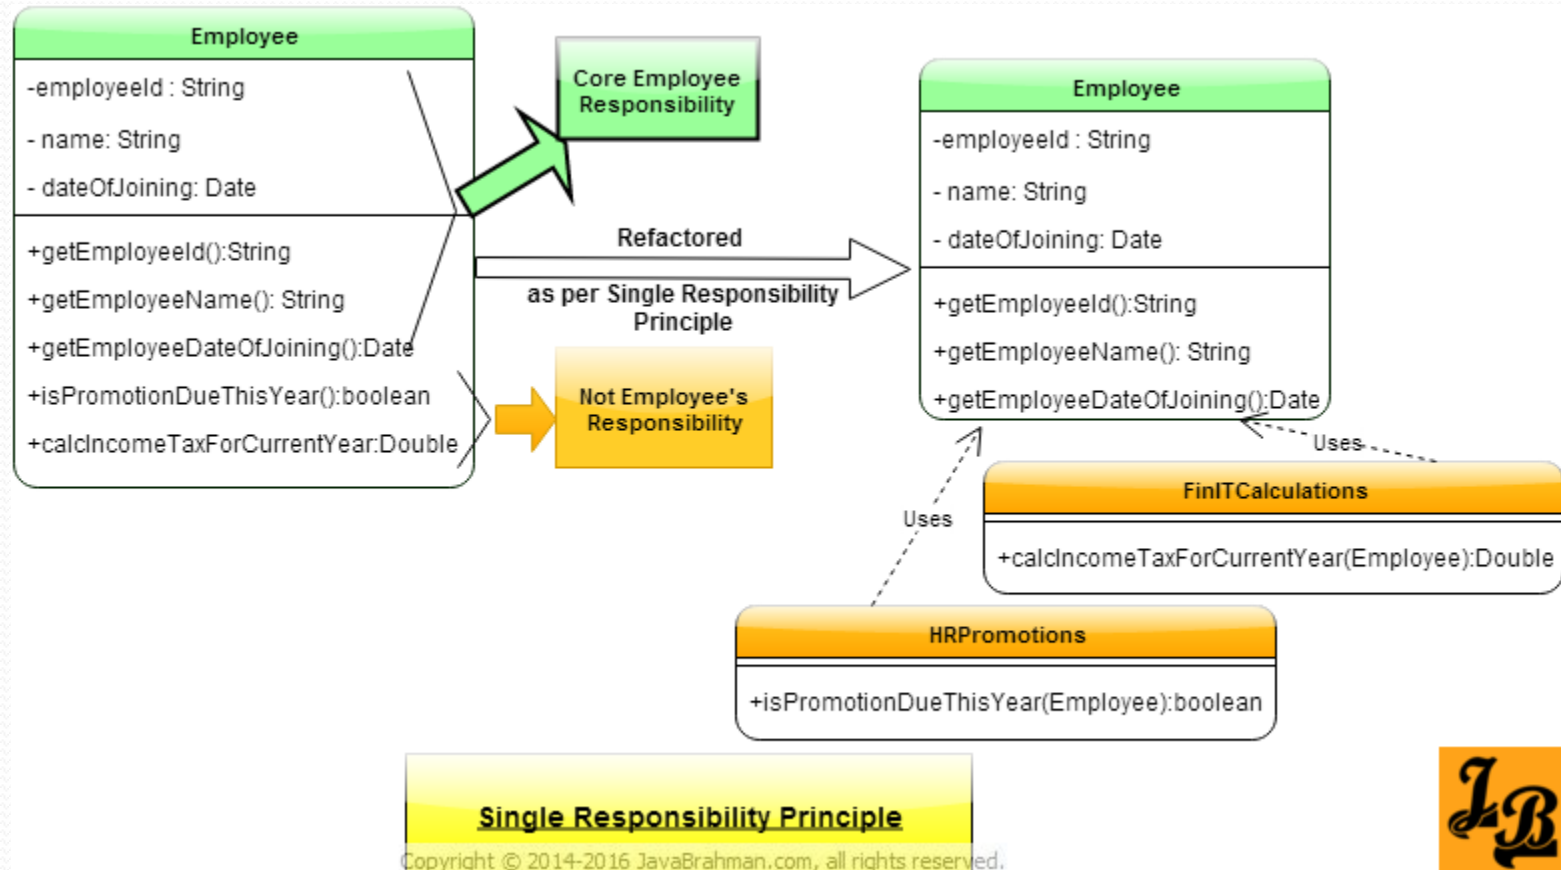 Employee
-employeeId : String
- name: String
- dateOfJoining: Date
+getEmployeeId():String
+getEmployeeName(): String
+getEmployeeDateOfJoining():Date
+isPromotionDueThisYear():boolean
+calcIncomeTaxForCurrentYear:Double
Core Employee
Responsibility
Refactored
as per Single Responsibility
Principle
Not Employee's
Responsibility
Employee
-employeeId : String
- name: String
- dateOfJoining: Date
+getEmployeeId():String
+getEmployeeName(): String
+getEmployeeDateOfJoining():Date
Uses
Uses
FinITCalculations
+calcIncomeTaxForCurrentYear(Employee):Double
HRPromotions
+isPromotionDueThisYear(Employee):boolean
Single Responsibility Principle
Copyright © 2014-2016 JavaBrahman.com, all rights reserved.
JB